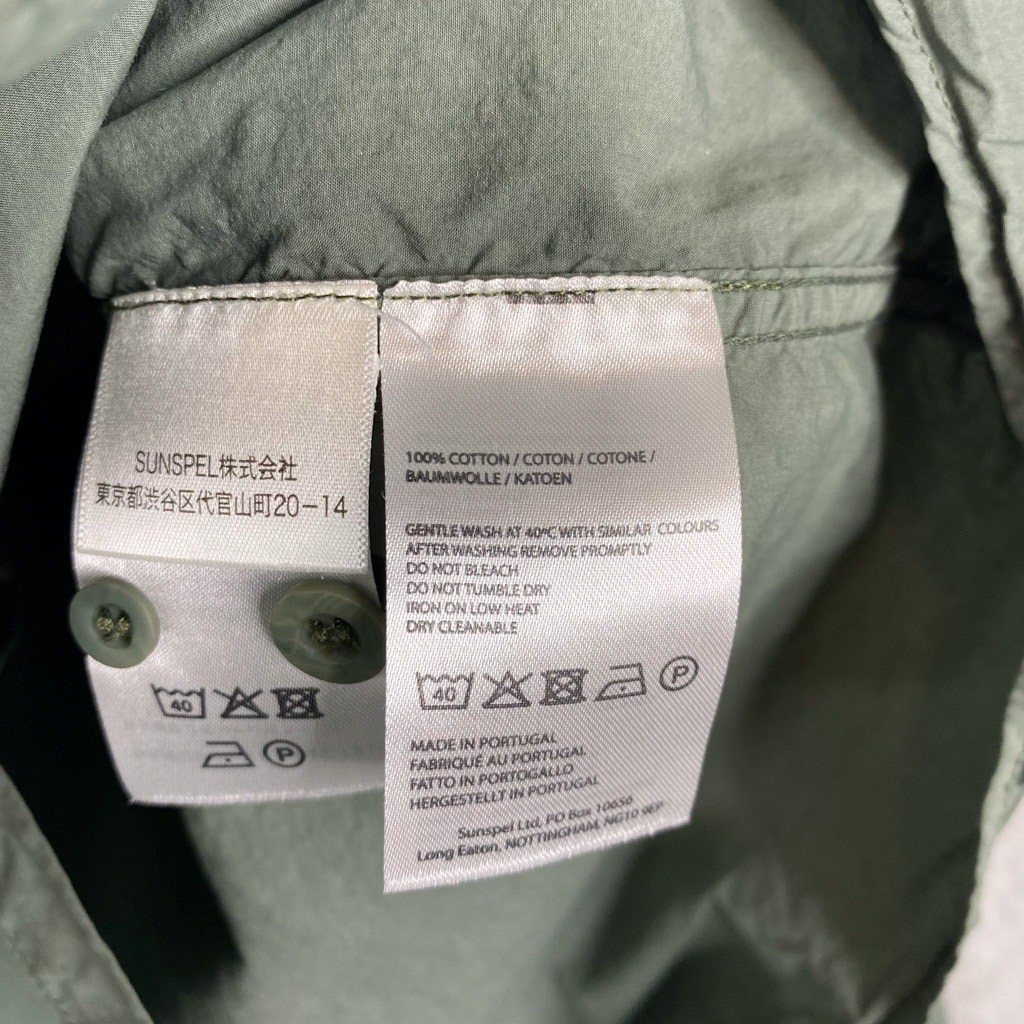 SUNSPEL株式会社
東京都渋谷区代官山町20-14
40
P
100% COTTON / COTON / COTONE /
BAUMWOLLE / KATOEN
GENTLE WASH AT 40ºC WITH SIMILAR COLOURS
AFTER WASHING REMOVE PROMPTLY
DO NOT BLEACH
DO NOT TUMBLE DRY
IRON ON LOW HEAT
DRY CLEANABLE
40 P
MADE IN PORTUGAL
FABRIQUÉ AU PORTUGAL
FATTO IN PORTOGALLO
HERGESTELLT IN PORTUGAL
Sunspel Ltd, PO Box 10656
Long Eaton, NOTTINGHAM, NG10 9EP